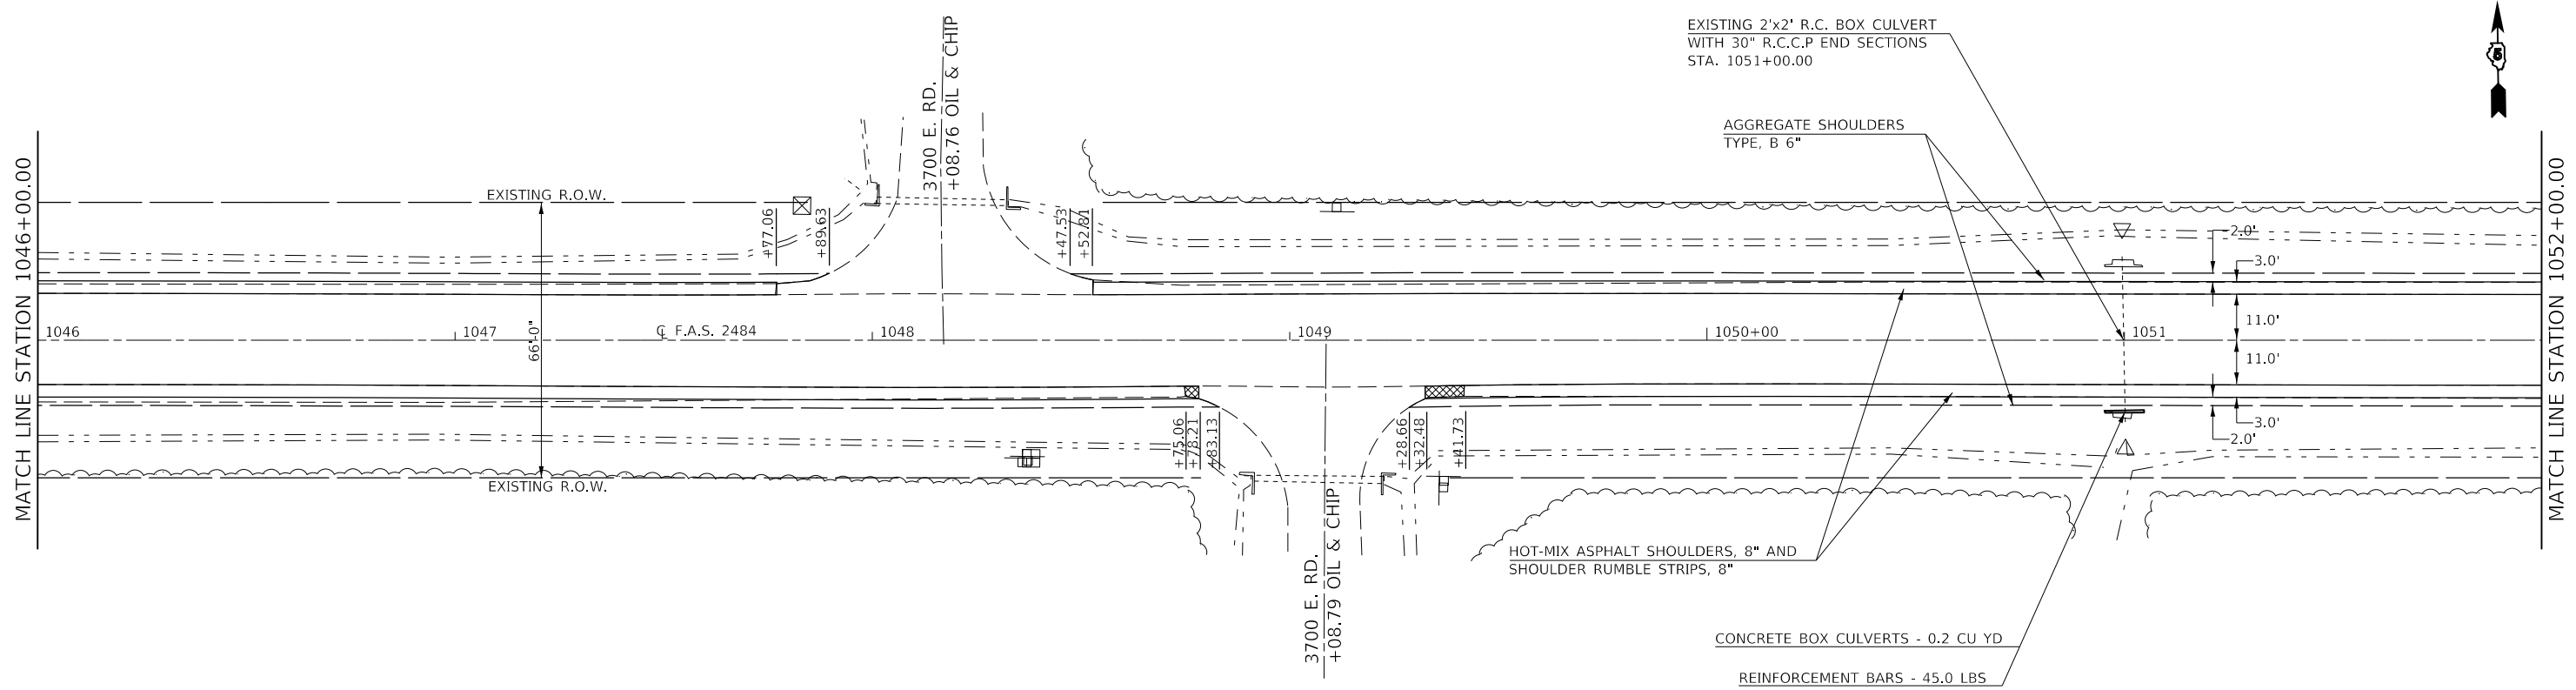 EXISTING 2'x2' R.C. BOX CULVERT
WITH 30" R.C.C.P END SECTIONS
STA. 1051+00.00
5
AGGREGATE SHOULDERS
TYPE, B 6"
3700 E. RD.
+08.76 OIL & CHIP
MATCH LINE STATION 1046+00.00
EXISTING R.O.W.
+77.06
+89.63
+47.53
+52.81
2.0'
3.0'
MATCH LINE STATION 1052+00.00
1046
1047
℄ F.A.S. 2484
1048
1049
1050+00
1051
11.0'
11.0'
66'-0"
3.0'
2.0'
+75.06
+78.21
+83.13
+28.66
+32.48
+41.73
EXISTING R.O.W.
3700 E. RD.
+08.79 OIL & CHIP
HOT-MIX ASPHALT SHOULDERS, 8" AND
SHOULDER RUMBLE STRIPS, 8"
CONCRETE BOX CULVERTS - 0.2 CU YD
REINFORCEMENT BARS - 45.0 LBS